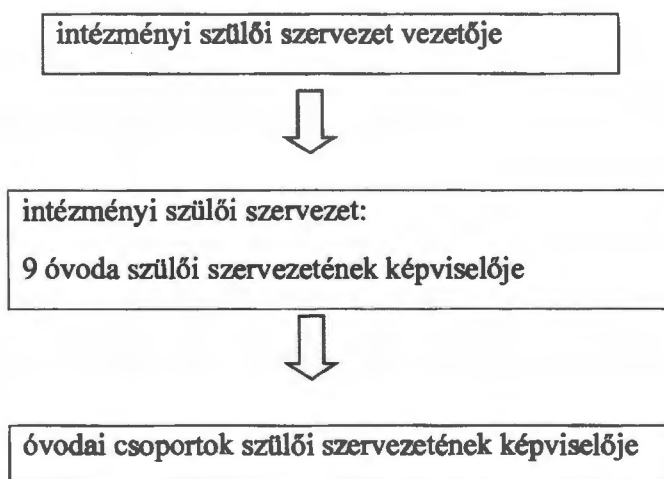 intézményi szülői szervezet vezetője
intézményi szülői szervezet:
9 óvoda szülői szervezetének képviselője
óvodai csoportok szülői szervezetének képviselője